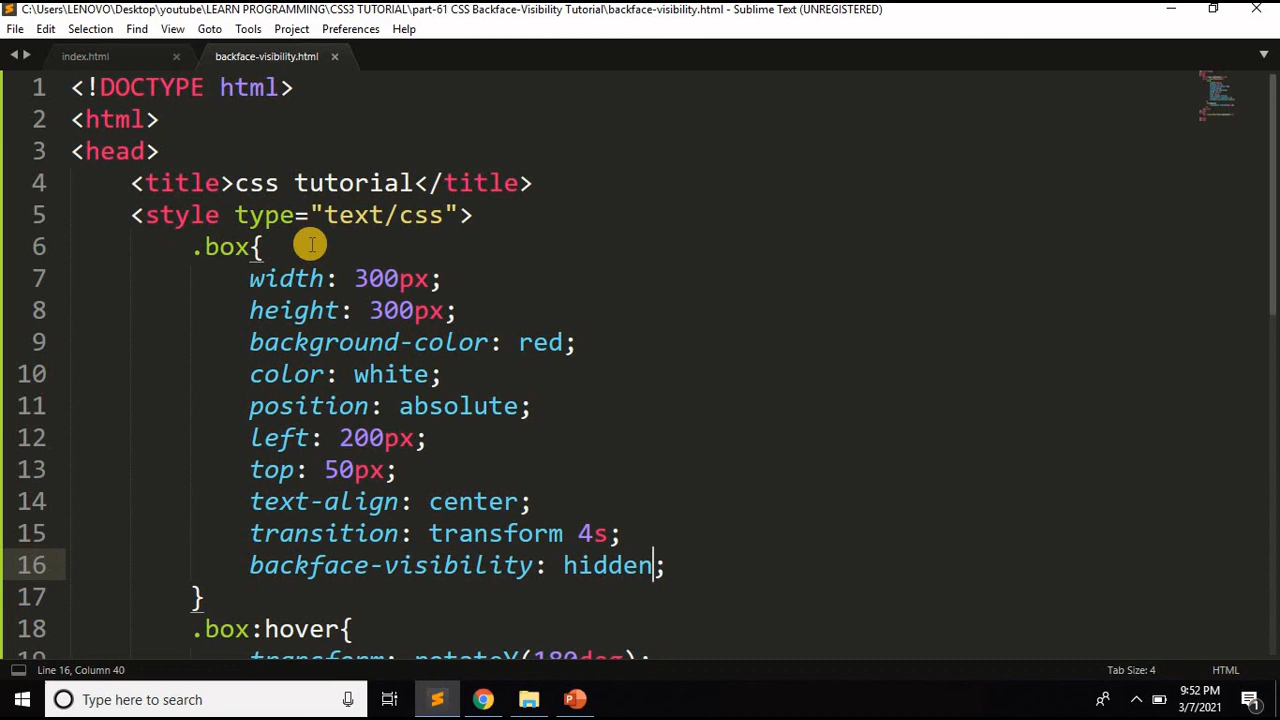 C:\Users\LENOVO\Desktop\youtube\LEARN PROGRAMMING\CSS3 TUTORIAL\part-61 CSS Backface-Visibility Tutorial\backface-visibility.html - Sublime Text (UNREGISTERED)
File Edit Selection Find View Goto Tools Project Preferences Help
index.html backface-visibility.html
1 <!DOCTYPE html>
2 <html>
3 <head>
4 <title>css tutorial</title>
5 <style type="text/css">
6 .box{
7 width: 300px;
8 height: 300px;
9 background-color: red;
10 color: white;
11 position: absolute;
12 left: 200px;
13 top: 50px;
14 text-align: center;
15 transition: transform 4s;
16 backface-visibility: hidden;
17 }
18 .box:hover{
19 transform: rotateY(180deg);
Line 16, Column 40 Tab Size: 4 HTML
Type here to search 9:52 PM
3/7/2021 1